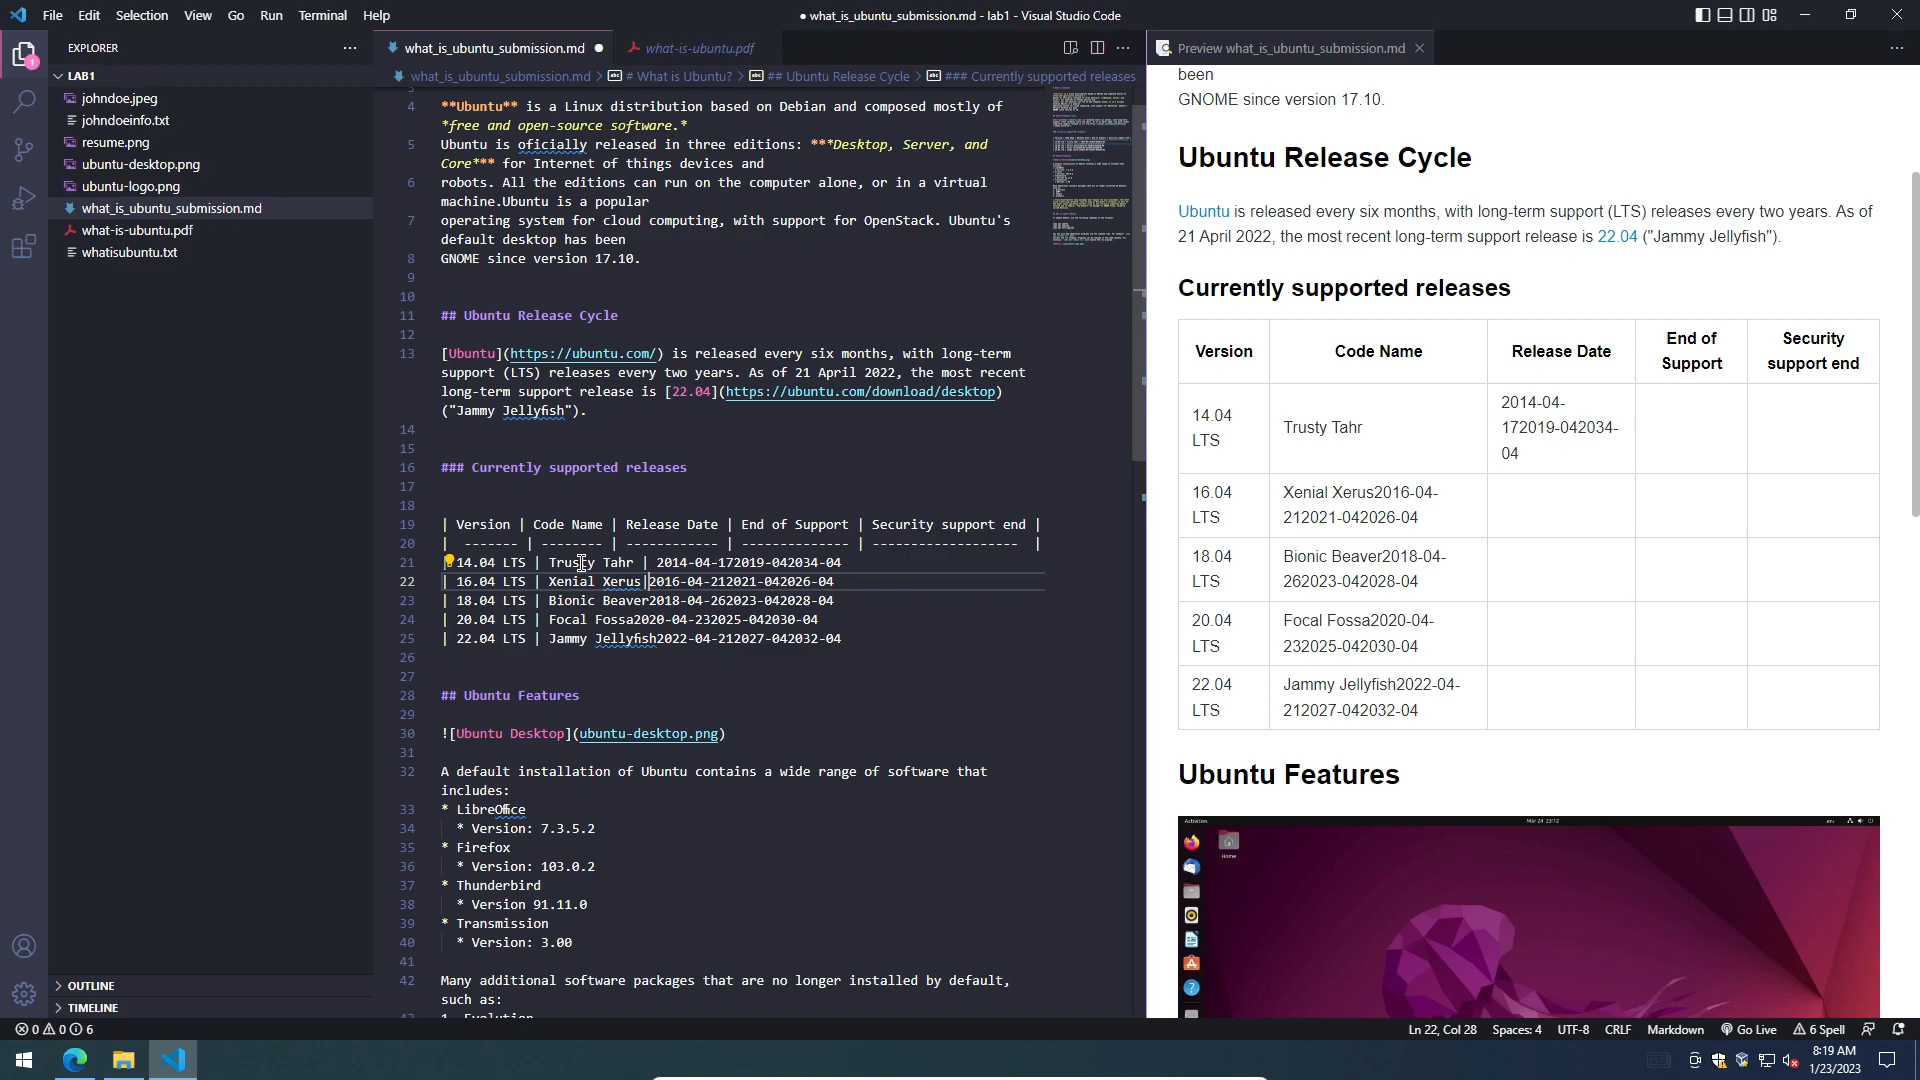 File Edit Selection View Go Run Terminal Help
● what_is_ubuntu_submission.md - lab1 - Visual Studio Code
EXPLORER
LAB1
johndoe.jpeg
johndoeinfo.txt
resume.png
ubuntu-desktop.png
ubuntu-logo.png
what_is_ubuntu_submission.md
what-is-ubuntu.pdf
whatisubuntu.txt
OUTLINE
TIMELINE
1
what_is_ubuntu_submission.md ●
what-is-ubuntu.pdf
what_is_ubuntu_submission.md > # What is Ubuntu? > ## Ubuntu Release Cycle > ### Currently supported releases
3
4 **Ubuntu** is a Linux distribution based on Debian and composed mostly of
*free and open-source software.*
5 Ubuntu is oficially released in three editions: ***Desktop, Server, and
Core*** for Internet of things devices and
6 robots. All the editions can run on the computer alone, or in a virtual
machine.Ubuntu is a popular
7 operating system for cloud computing, with support for OpenStack. Ubuntu's
default desktop has been
8 GNOME since version 17.10.
9
10
11 ## Ubuntu Release Cycle
12
13 [Ubuntu](https://ubuntu.com/) is released every six months, with long-term
support (LTS) releases every two years. As of 21 April 2022, the most recent
long-term support release is [22.04](https://ubuntu.com/download/desktop)
("Jammy Jellyfish").
14
15
16 ### Currently supported releases
17
18
19 | Version | Code Name | Release Date | End of Support | Security support end |
20 | ------- | -------- | ------------ | -------------- | ------------------- |
21 | 14.04 LTS | Trusty Tahr | 2014-04-172019-042034-04
22 | 16.04 LTS | Xenial Xerus|2016-04-212021-042026-04
23 | 18.04 LTS | Bionic Beaver2018-04-262023-042028-04
24 | 20.04 LTS | Focal Fossa2020-04-232025-042030-04
25 | 22.04 LTS | Jammy Jellyfish2022-04-212027-042032-04
26
27
28 ## Ubuntu Features
29
30 ![Ubuntu Desktop](ubuntu-desktop.png)
31
32 A default installation of Ubuntu contains a wide range of software that
includes:
33 * LibreOfice
34 * Version: 7.3.5.2
35 * Firefox
36 * Version: 103.0.2
37 * Thunderbird
38 * Version 91.11.0
39 * Transmission
40 * Version: 3.00
41
42 Many additional software packages that are no longer installed by default,
such as:
43 1. Evolution
Preview what_is_ubuntu_submission.md
been
GNOME since version 17.10.
Ubuntu Release Cycle
Ubuntu is released every six months, with long-term support (LTS) releases every two years. As of
21 April 2022, the most recent long-term support release is 22.04 ("Jammy Jellyfish").
Currently supported releases
Version Code Name Release Date End of Support Security support end
14.04 LTS Trusty Tahr 2014-04-172019-042034-04
16.04 LTS Xenial Xerus2016-04-212021-042026-04
18.04 LTS Bionic Beaver2018-04-262023-042028-04
20.04 LTS Focal Fossa2020-04-232025-042030-04
22.04 LTS Jammy Jellyfish2022-04-212027-042032-04
Ubuntu Features
Activities
Home
0 0 6
Ln 22, Col 28 Spaces: 4 UTF-8 CRLF Markdown Go Live 6 Spell
8:19 AM
1/23/2023